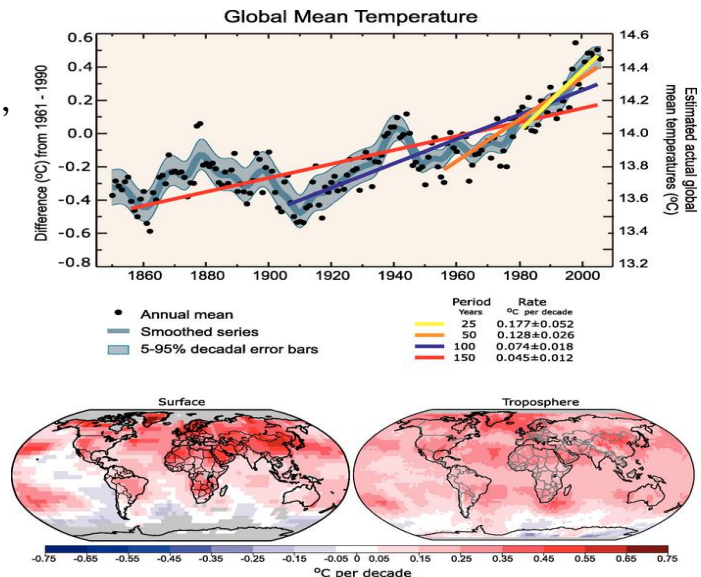 Global Mean Temperature
,
Difference (ºC) from 1961 - 1990
0.6
0.4
0.2
0.0
-0.2
-0.4
-0.6
-0.8
14.6
14.4
14.2
14.0
13.8
13.6
13.4
13.2
Estimated actual global
mean temperatures (ºC)
1860 1880 1900 1920 1940 1960 1980 2000
Annual mean
Smoothed series
5-95% decadal error bars
Period Rate
Years ºC per decade
25 0.177±0.052
50 0.128±0.026
100 0.074±0.018
150 0.045±0.012
Surface
Troposphere
-0.75 -0.65 -0.55 -0.45 -0.35 -0.25 -0.15 -0.05 0 0.05 0.15 0.25 0.35 0.45 0.55 0.65 0.75
ºC per decade